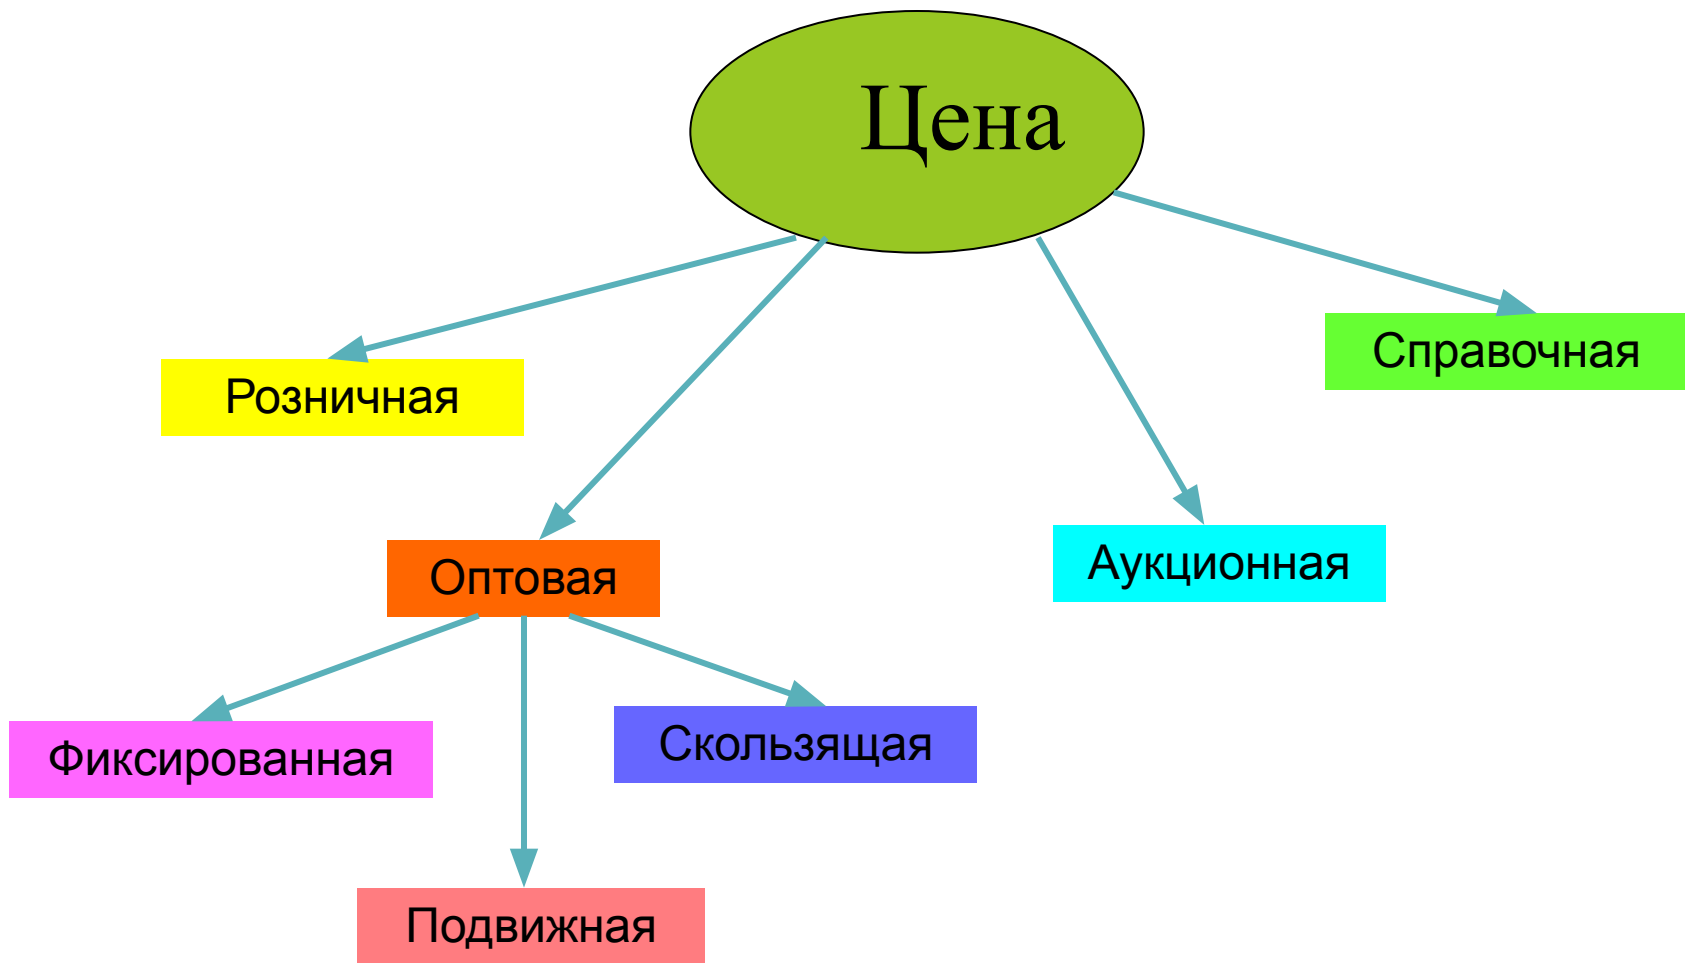 Цена
Розничная
Справочная
Оптовая
Аукционная
Фиксированная
Скользящая
Подвижная